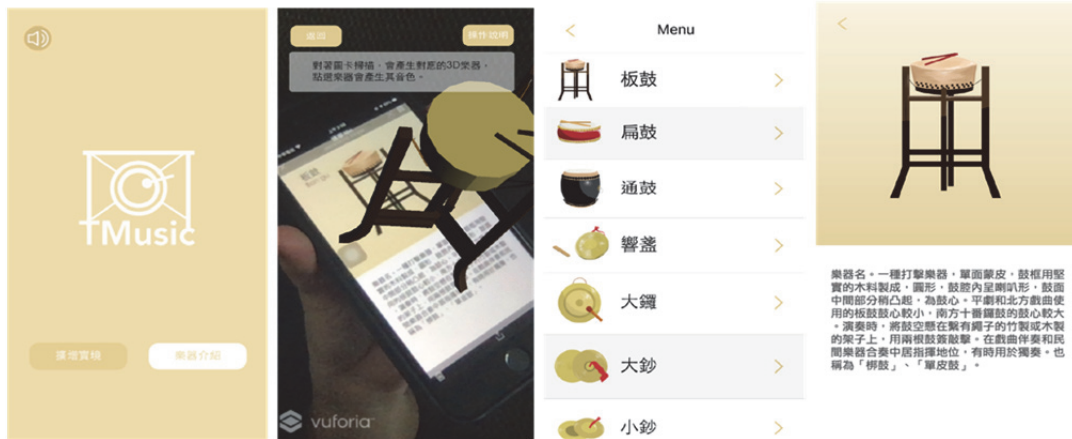 TMusic
擴增實境
樂器介紹
返回
操作說明
對著圖卡掃描，會產生對應的3D樂器，
點選樂器會產生其音色。
板鼓
vuforia
Menu
板鼓
扁鼓
通鼓
響盞
大鑼
大鈔
小鈔
樂器名。一種打擊樂器，單面蒙皮，鼓框用堅
實的木料製成，圓形，鼓腔內呈喇叭形，鼓面
中間部分稍凸起，為鼓心。平劇和北方戲曲使
用的板鼓鼓心較小，南方十番鑼鼓的鼓心較大
。演奏時，將鼓空懸在繫有繩子的竹製或木製
的架子上，用兩根鼓簽敲擊。在戲曲伴奏和民
間樂器合奏中居指揮地位，有時用於獨奏。也
稱為「梆鼓」、「單皮鼓」。